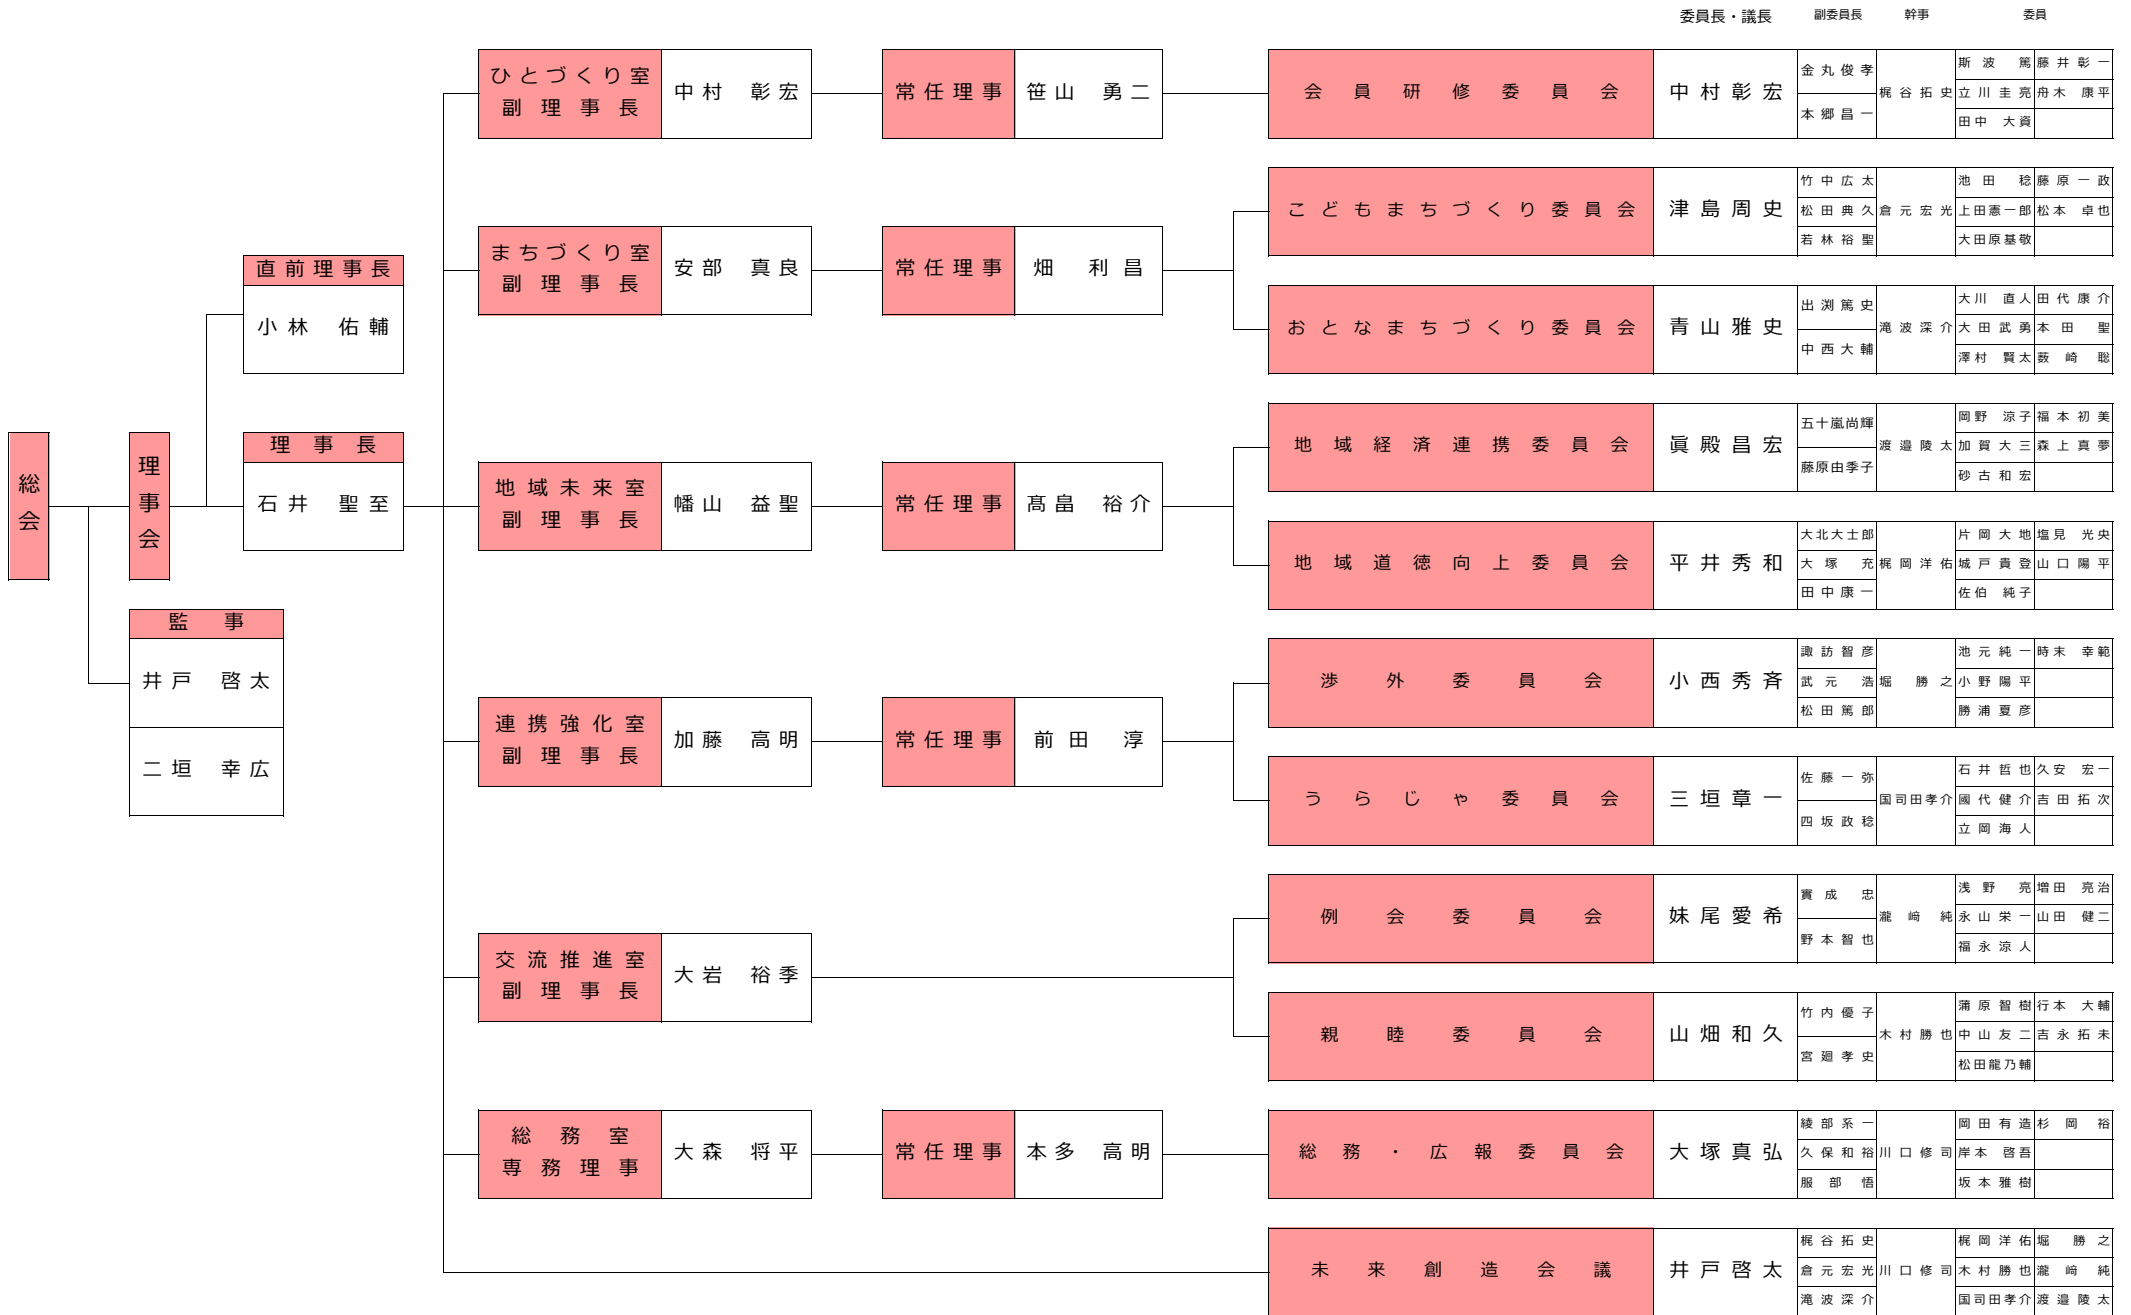 委員長・議長 副委員長 幹事 委員
総会
理事会
直前理事長
小林 佑輔
理事長
石井 聖至
監事
井戸 啓太
二垣 幸広
ひとづくり室
副理事長
中村 彰宏
常任理事
笹山 勇二
会員研修委員会
中村彰宏
金丸俊孝
本郷昌一
梶谷拓史
斯波 篤 藤井彰一
立川圭亮 舟木 康平
田中 大資
まちづくり室
副理事長
安部 真良
常任理事
畑 利昌
こどもまちづくり委員会
津島周史
竹中広太
松田典久
若林裕聖
倉元宏光
池田 稔 藤原一政
上田憲一郎 松本 卓也
大田原基敬
おとなまちづくり委員会
青山雅史
出渕篤史
中西大輔
滝波深介
大川 直人 田代康介
大田武勇 本田 聖
澤村 賢太 薮崎 聡
地域未来室
副理事長
幡山 益聖
常任理事
髙畠 裕介
地域経済連携委員会
眞殿昌宏
五十嵐尚輝
藤原由季子
渡邉陵太
岡野 涼子 福本初美
加賀大三 森上真夢
砂古和宏
地域道徳向上委員会
平井秀和
大北大士郎
大塚 充
田中康一
梶岡洋佑
片岡大地 塩見 光央
城戸貴登 山口陽平
佐伯 純子
連携強化室
副理事長
加藤 高明
常任理事
前田 淳
渉外委員会
小西秀斉
諏訪智彦
武元 浩
松田篤郎
堀 勝之
池元純一 時末 幸範
小野陽平
勝浦夏彦
うらじゃ委員会
三垣章一
佐藤一弥
四坂政稔
国司田孝介
石井哲也 久安 宏一
國代健介 吉田拓次
立岡海人
交流推進室
副理事長
大岩 裕季
例会委員会
妹尾愛希
實成 忠
野本智也
瀧﨑 純
浅野 亮 増田 亮治
永山栄一 山田 健二
福永涼人
親睦委員会
山畑和久
竹内優子
宮廻孝史
木村勝也
蒲原智樹 行本 大輔
中山友二 吉永拓未
松田龍乃輔
総務室
専務理事
大森 将平
常任理事
本多 高明
総務・広報委員会
大塚真弘
綾部系一
久保和裕
服部 悟
川口修司
岡田有造 杉岡 裕
岸本 啓吾
坂本雅樹
未来創造会議
井戸啓太
梶谷拓史
倉元宏光
滝波深介
川口修司
梶岡洋佑 堀 勝之
木村勝也 瀧﨑 純
国司田孝介 渡邉陵太